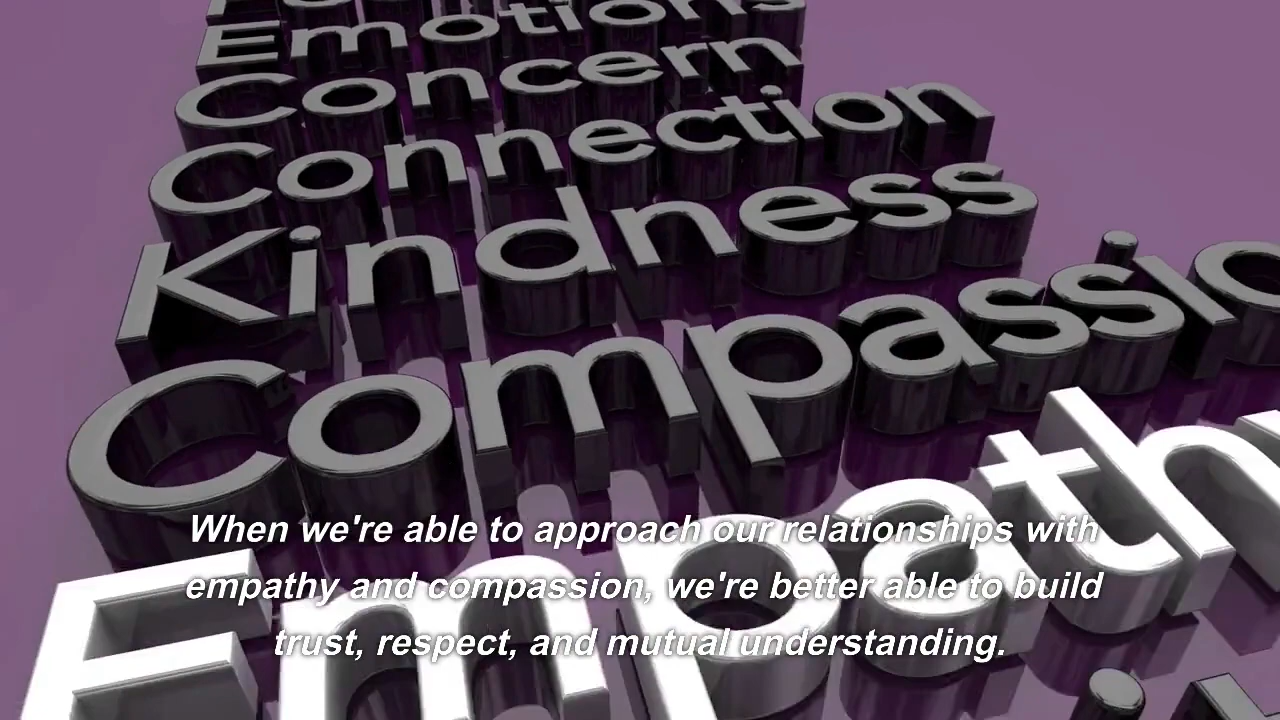 Emotions
Concern
Connection
Kindness
Compassio
Empath
When we're able to approach our relationships with
empathy and compassion, we're better able to build
trust, respect, and mutual understanding.